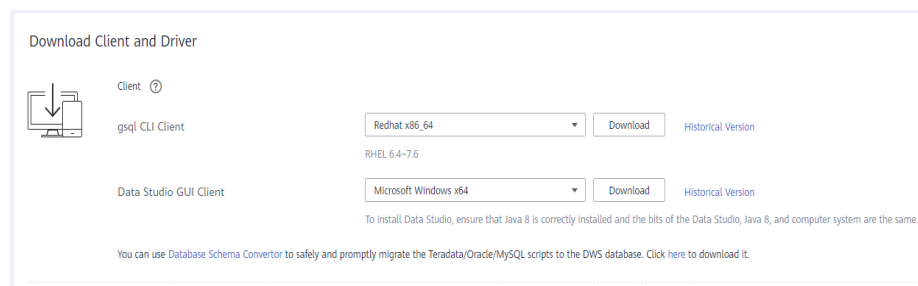 Download Client and Driver
Client ?
gsql CLI Client Redhat x86_64 Download Historical Version
RHEL 6.4~7.6
Data Studio GUI Client Microsoft Windows x64 Download Historical Version
To install Data Studio, ensure that Java 8 is correctly installed and the bits of the Data Studio, Java 8, and computer system are the same.
You can use Database Schema Convertor to safely and promptly migrate the Teradata/Oracle/MySQL scripts to the DWS database. Click here to download it.